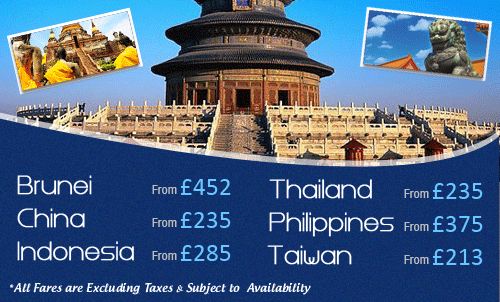 Brunei From £452
China From £235
Indonesia From £285
Thailand From £235
Philippines From £375
Taiwan From £213
*All Fares are Excluding Taxes & Subject to Availability